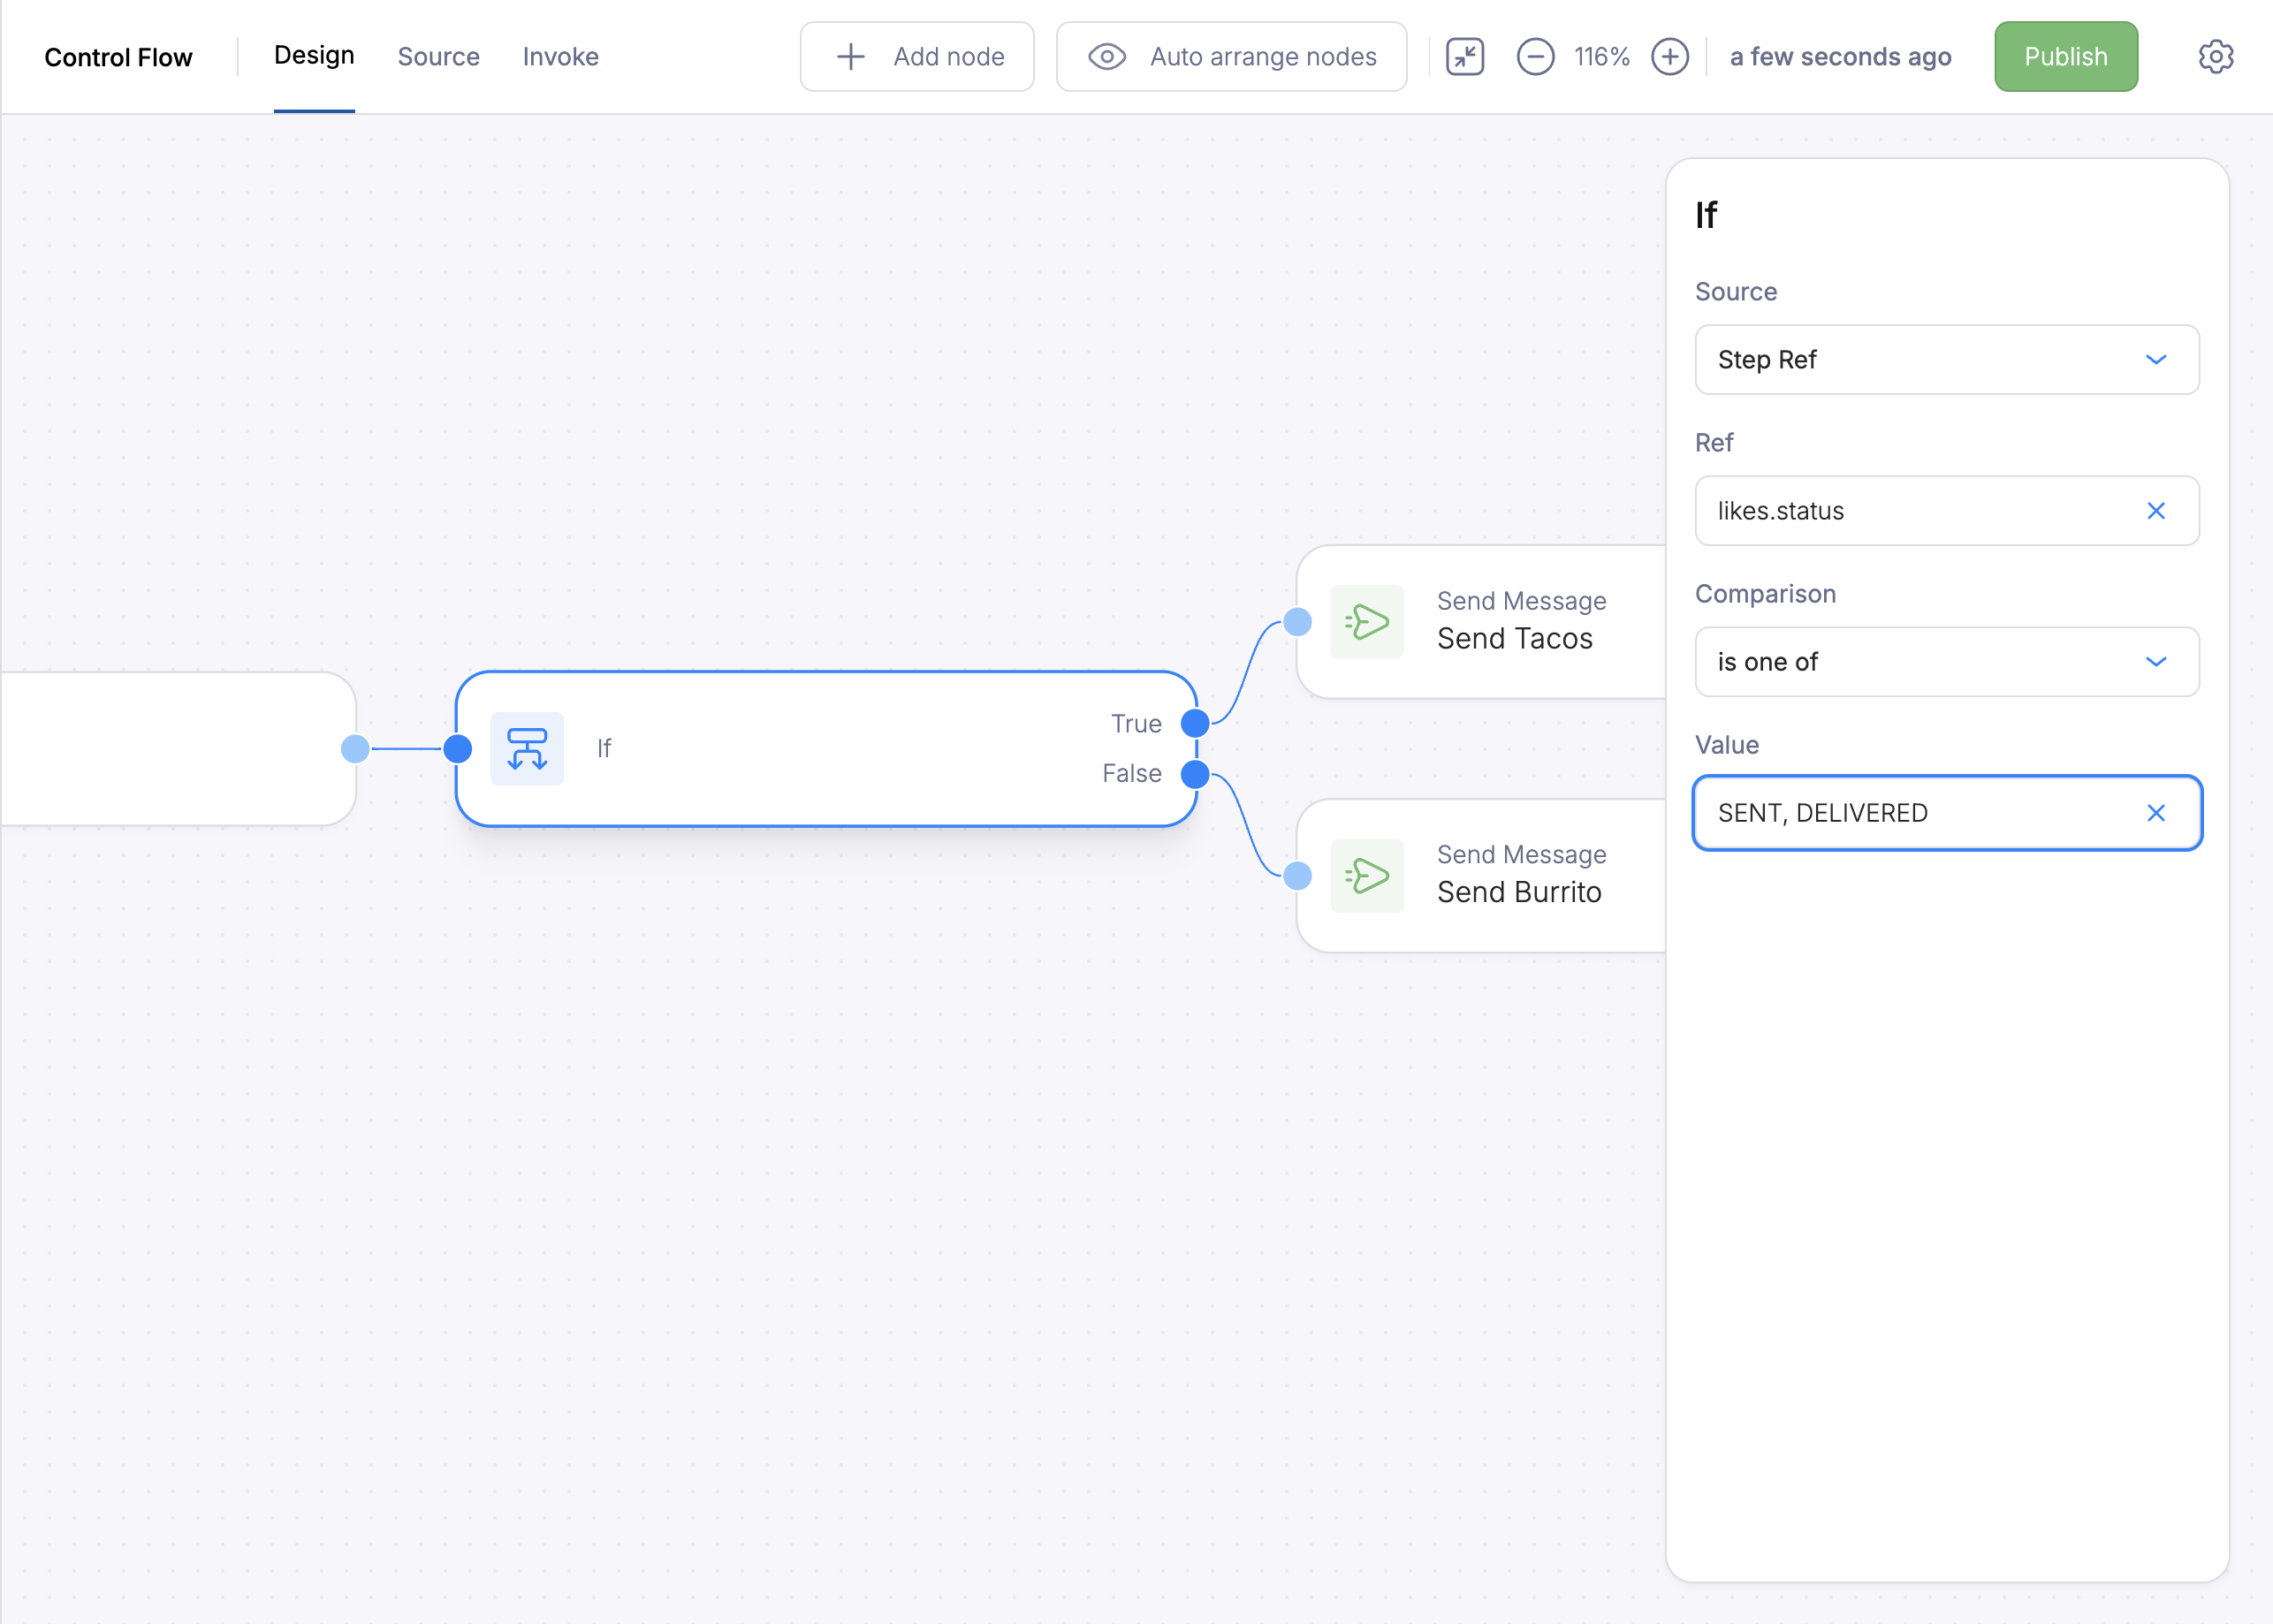 Control Flow
Design
Source
Invoke
Add node
Auto arrange nodes
116%
a few seconds ago
Publish
If
Source
Step Ref
Ref
likes.status
Comparison
is one of
Value
SENT, DELIVERED
If
True
False
Send Message
Send Tacos
Send Message
Send Burrito